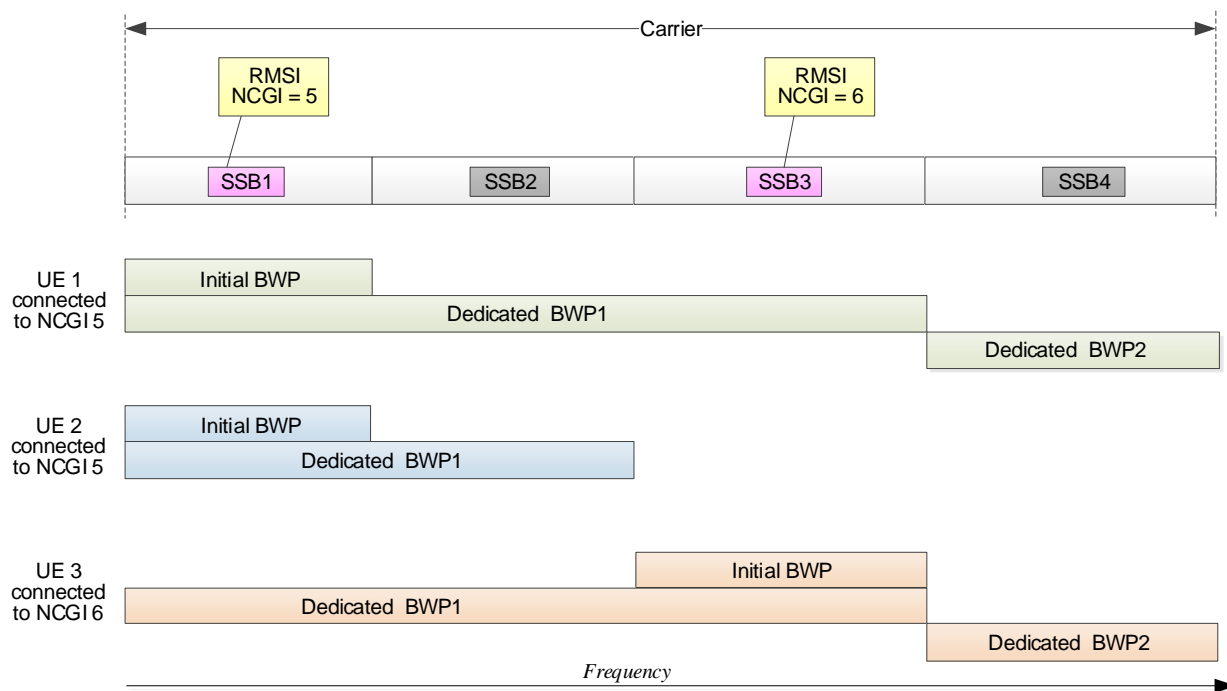 Carrier
RMSI
NCGI = 5
RMSI
NCGI = 6
SSB1
SSB2
SSB3
SSB4
UE 1
connected
to NCGI 5
Initial BWP
Dedicated BWP1
Dedicated BWP2
UE 2
connected
to NCGI 5
Initial BWP
Dedicated BWP1
UE 3
connected
to NCGI 6
Initial BWP
Dedicated BWP1
Dedicated BWP2
Frequency